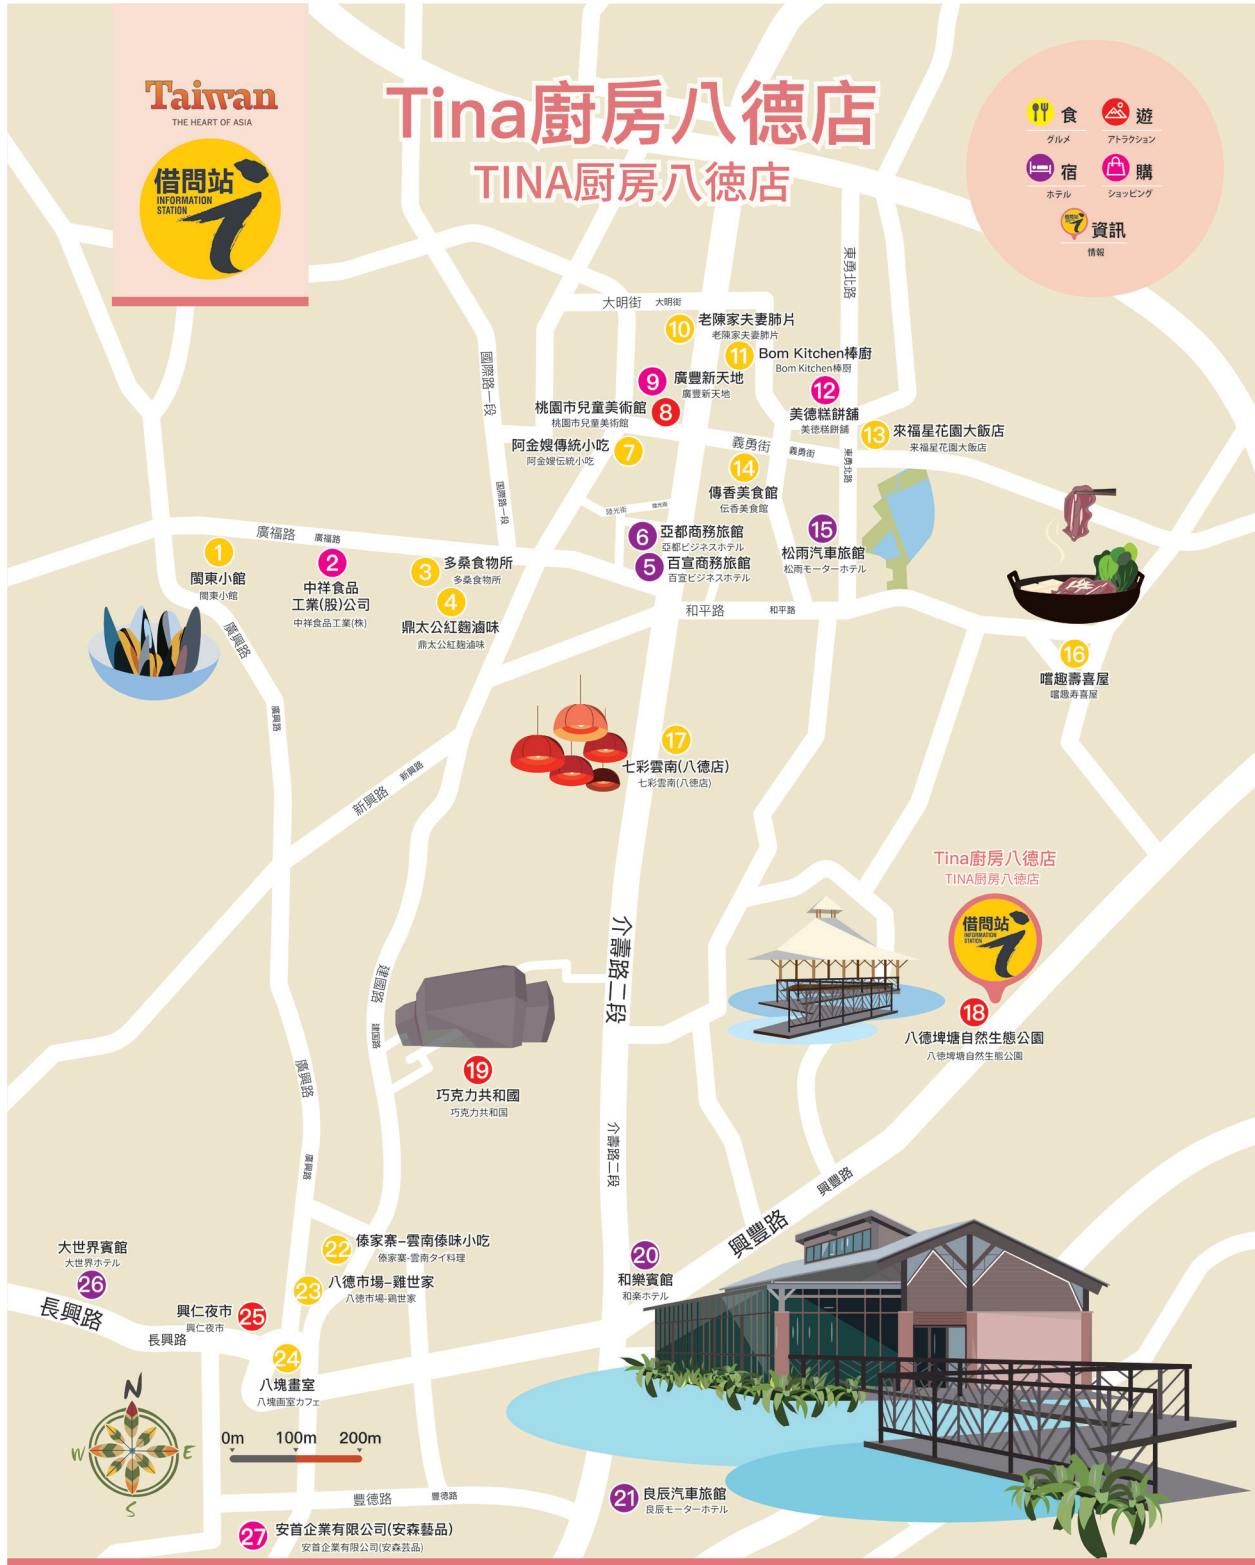 Taiwan
THE HEART OF ASIA
借問站
INFORMATION
STATION
Tina廚房八德店
TINA厨房八徳店
食
グルメ
遊
アトラクション
宿
ホテル
購
ショッピング
借問站
資訊
情報
東勇北路
大明街
大明街
10
老陳家夫妻肺片
老陳家夫妻肺片
11
Bom Kitchen棒廚
Bom Kitchen棒厨
國際路一段
9
廣豐新天地
廣豐新天地
12
美德糕餅舖
美徳糕餅舗
桃園市兒童美術館
桃園市兒童美術館
8
13
來福星花園大飯店
来福星花園大飯店
阿金嫂傳統小吃
阿金嫂伝統小吃
7
義勇街
義勇街
東勇北路
14
傳香美食館
伝香美食館
国際路一段
陸光街
陸光街
廣福路
廣福路
6
亞都商務旅館
亞都ビジネスホテル
15
松雨汽車旅館
松雨モーターホテル
1
閩東小館
閩東小館
2
中祥食品
工業(股)公司
中祥食品工業(株)
3
多桑食物所
多桑食物所
5
百宣商務旅館
百宣ビジネスホテル
4
鼎太公紅麴滷味
鼎太公紅麴滷味
和平路
和平路
廣興路
廣興路
16
嚐趣壽喜屋
嚐趣寿喜屋
17
七彩雲南(八德店)
七彩雲南(八徳店)
新興路
新興路
Tina廚房八德店
TINA厨房八徳店
借問站
INFORMATION
STATION
介壽路二段
建國路
建国路
18
八德埤塘自然生態公園
八徳埤塘自然生態公園
廣興路
19
巧克力共和國
巧克力共和国
介壽路二段
廣興路
興豐路
興豐路
22
傣家寨–雲南傣味小吃
傣家寨-雲南タイ料理
大世界賓館
大世界ホテル
26
20
和樂賓館
和楽ホテル
23
八德市場–雞世家
八徳市場-鶏世家
長興路
長興路
興仁夜市
興仁夜市
25
24
八塊畫室
八塊画室カフェ
N
W
E
S
0m
100m
200m
豐德路
豐德路
21
良辰汽車旅館
良辰モーターホテル
27
安首企業有限公司(安森藝品)
安首企業有限公司(安森芸品)